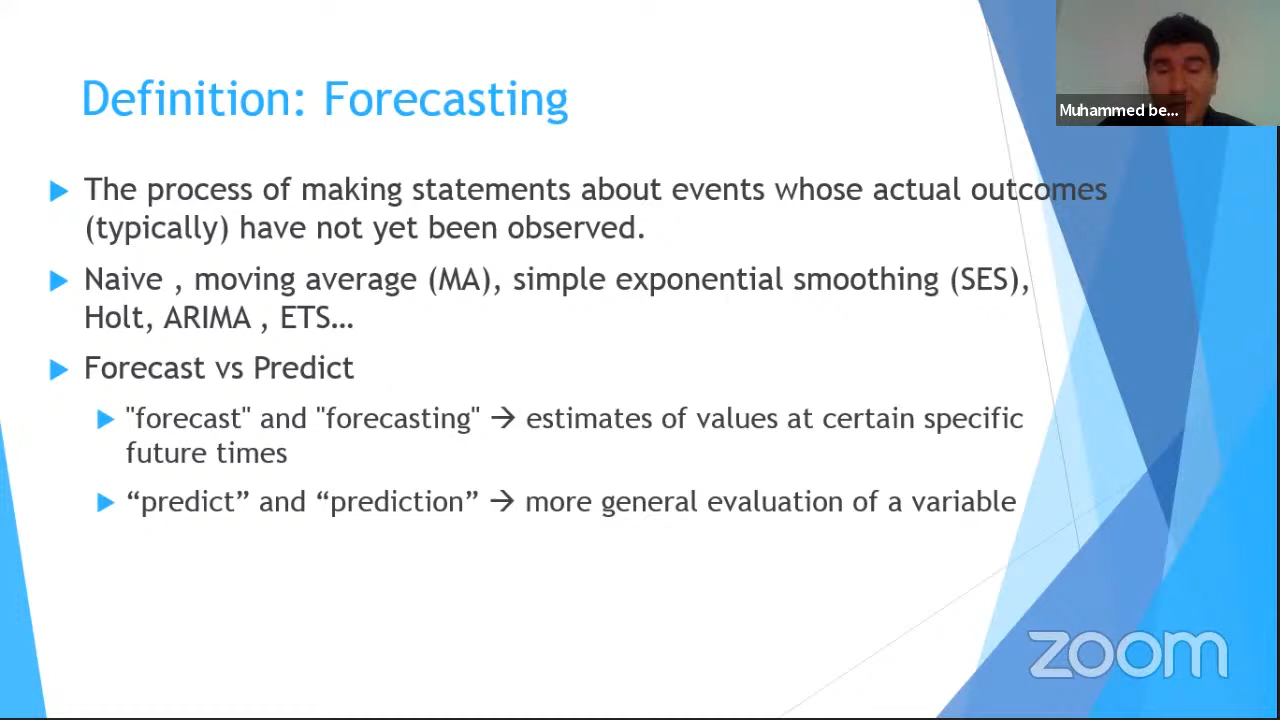 Definition: Forecasting
Muhammed be...
The process of making statements about events whose actual outcomes
(typically) have not yet been observed.
Naive , moving average (MA), simple exponential smoothing (SES),
Holt, ARIMA , ETS…
Forecast vs Predict
"forecast" and "forecasting" → estimates of values at certain specific
future times
“predict” and “prediction” → more general evaluation of a variable
zoom